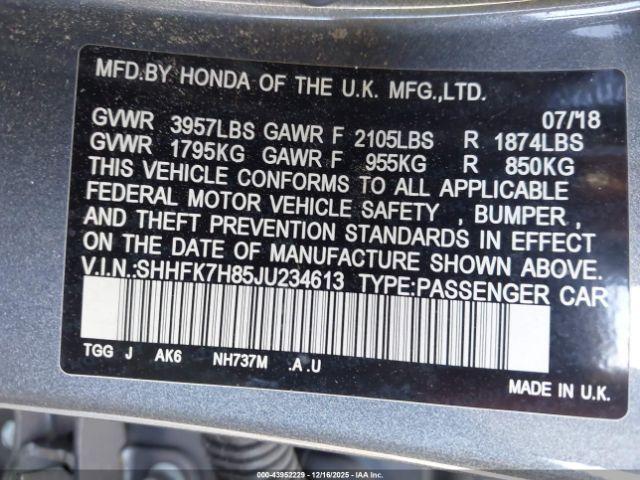 MFD.BY HONDA OF THE U.K. MFG.,LTD.
07/18
GVWR 3957LBS GAWR F 2105LBS R 1874LBS
GVWR 1795KG GAWR F 955KG R 850KG
THIS VEHICLE CONFORMS TO ALL APPLICABLE
FEDERAL MOTOR VEHICLE SAFETY , BUMPER ,
AND THEFT PREVENTION STANDARDS IN EFFECT
ON THE DATE OF MANUFACTURE SHOWN ABOVE.
V.I.N.:SHHFK7H85JU234613 TYPE:PASSENGER CAR
TGG J AK6 NH737M .A .U
MADE IN U.K.
© 2025 - #0-43952229 - 12/16/2025 - IAA Inc.